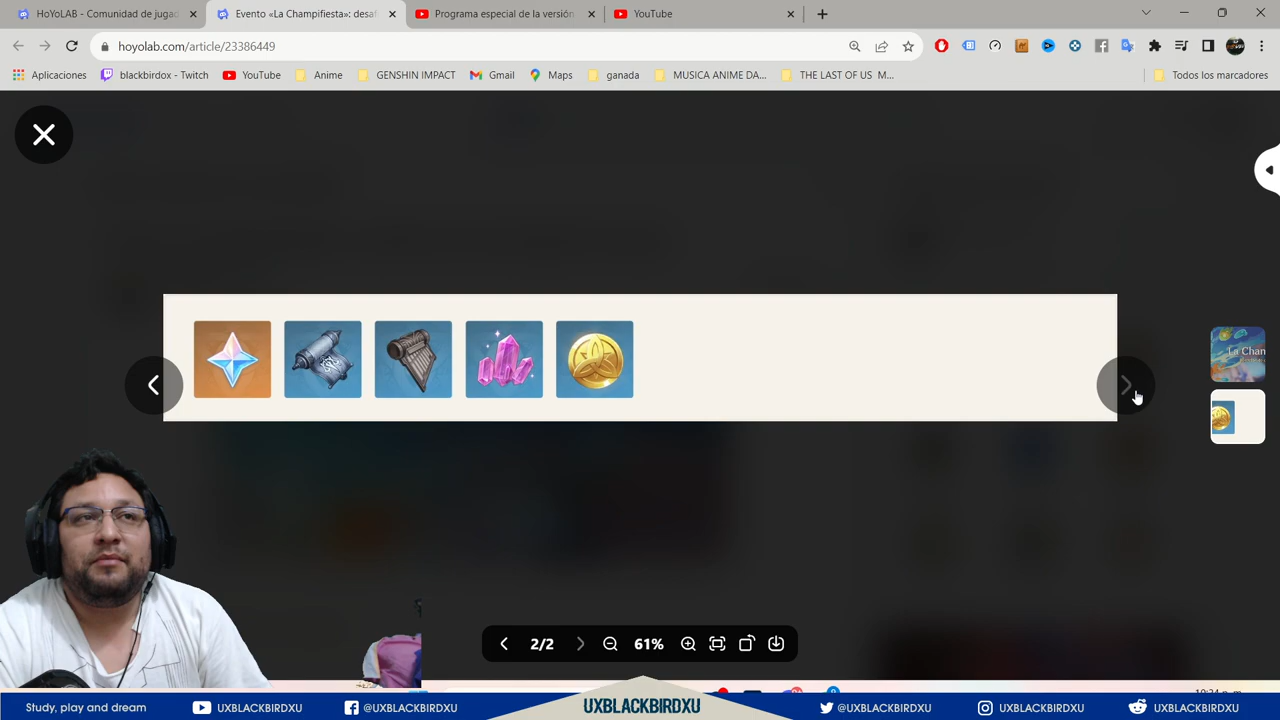 HoYoLAB - Comunidad de jugad
Evento «La Champifiesta»: desaf
Programa especial de la versión
YouTube
hoyolab.com/article/23386449
Aplicaciones
blackbirdox - Twitch
YouTube
Anime
GENSHIN IMPACT
Gmail
Maps
ganada
MUSICA ANIME DA...
THE LAST OF US M...
Todos los marcadores
La Chan
2/2
61%
Study, play and dream
UXBLACKBIRDXU
@UXBLACKBIRDXU
UXBLACKBIRDXU
@UXBLACKBIRDXU
UXBLACKBIRDXU
UXBLACKBIRDXU